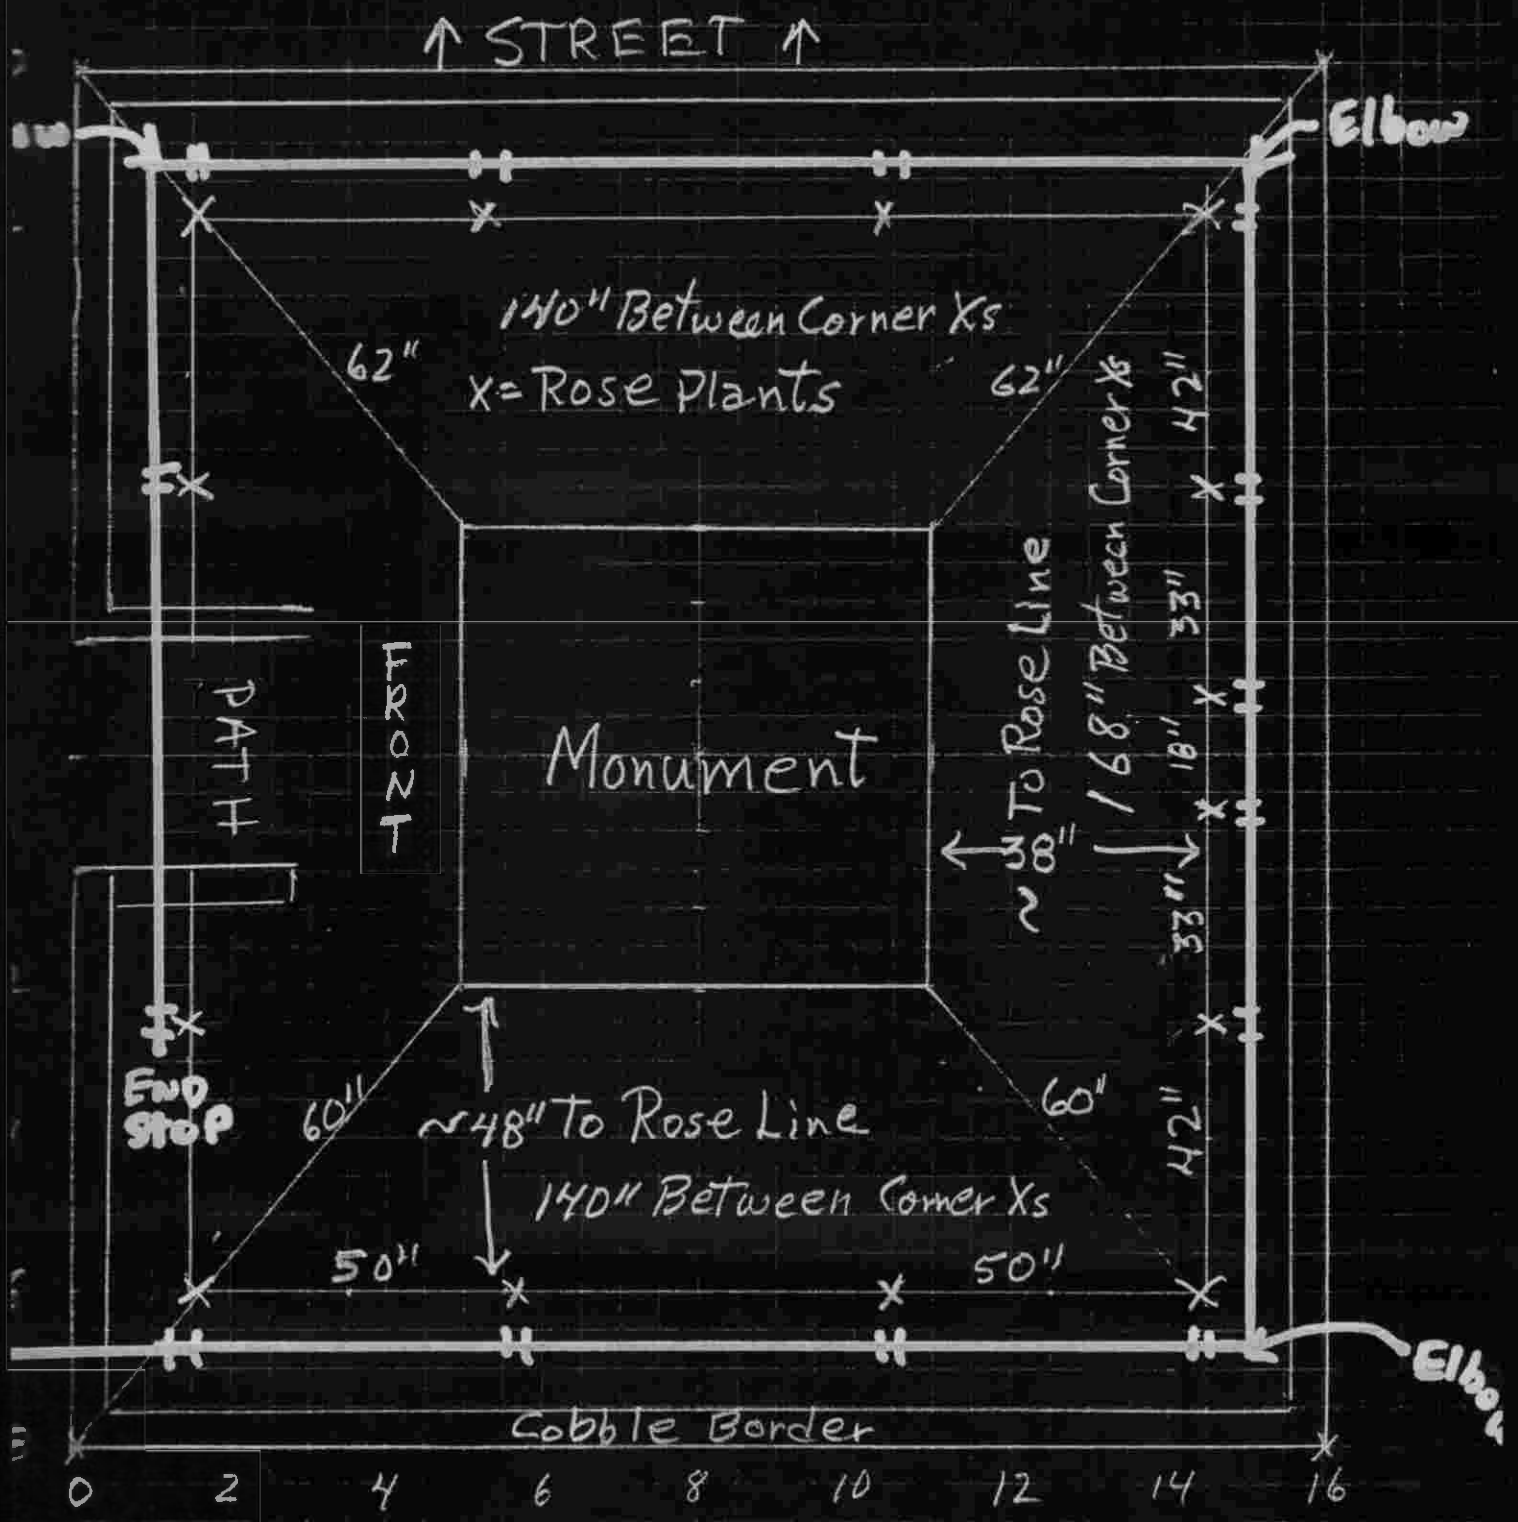 ↑ STREET ↑
Elbow
140" Between Corner Xs
X = Rose Plants
62"
62"
42"
33"
18"
33"
42"
168" Between Corner Xs
~38" To Rose Line
PATH
FRONT
Monument
END
STOP
60"
60"
~48" To Rose Line
140" Between Corner Xs
50"
50"
Cobble Border
0 2 4 6 8 10 12 14 16